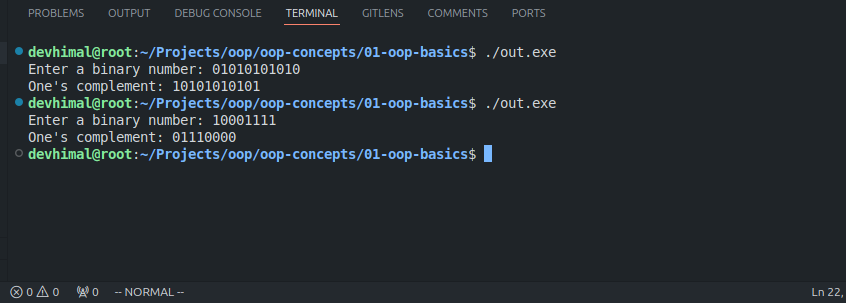 PROBLEMS OUTPUT DEBUG CONSOLE TERMINAL GITLENS COMMENTS PORTS
devhimal@root:~/Projects/oop/oop-concepts/01-oop-basics$ ./out.exe
Enter a binary number: 01010101010
One's complement: 10101010101
devhimal@root:~/Projects/oop/oop-concepts/01-oop-basics$ ./out.exe
Enter a binary number: 10001111
One's complement: 01110000
devhimal@root:~/Projects/oop/oop-concepts/01-oop-basics$
0 0 0 -- NORMAL -- Ln 22,